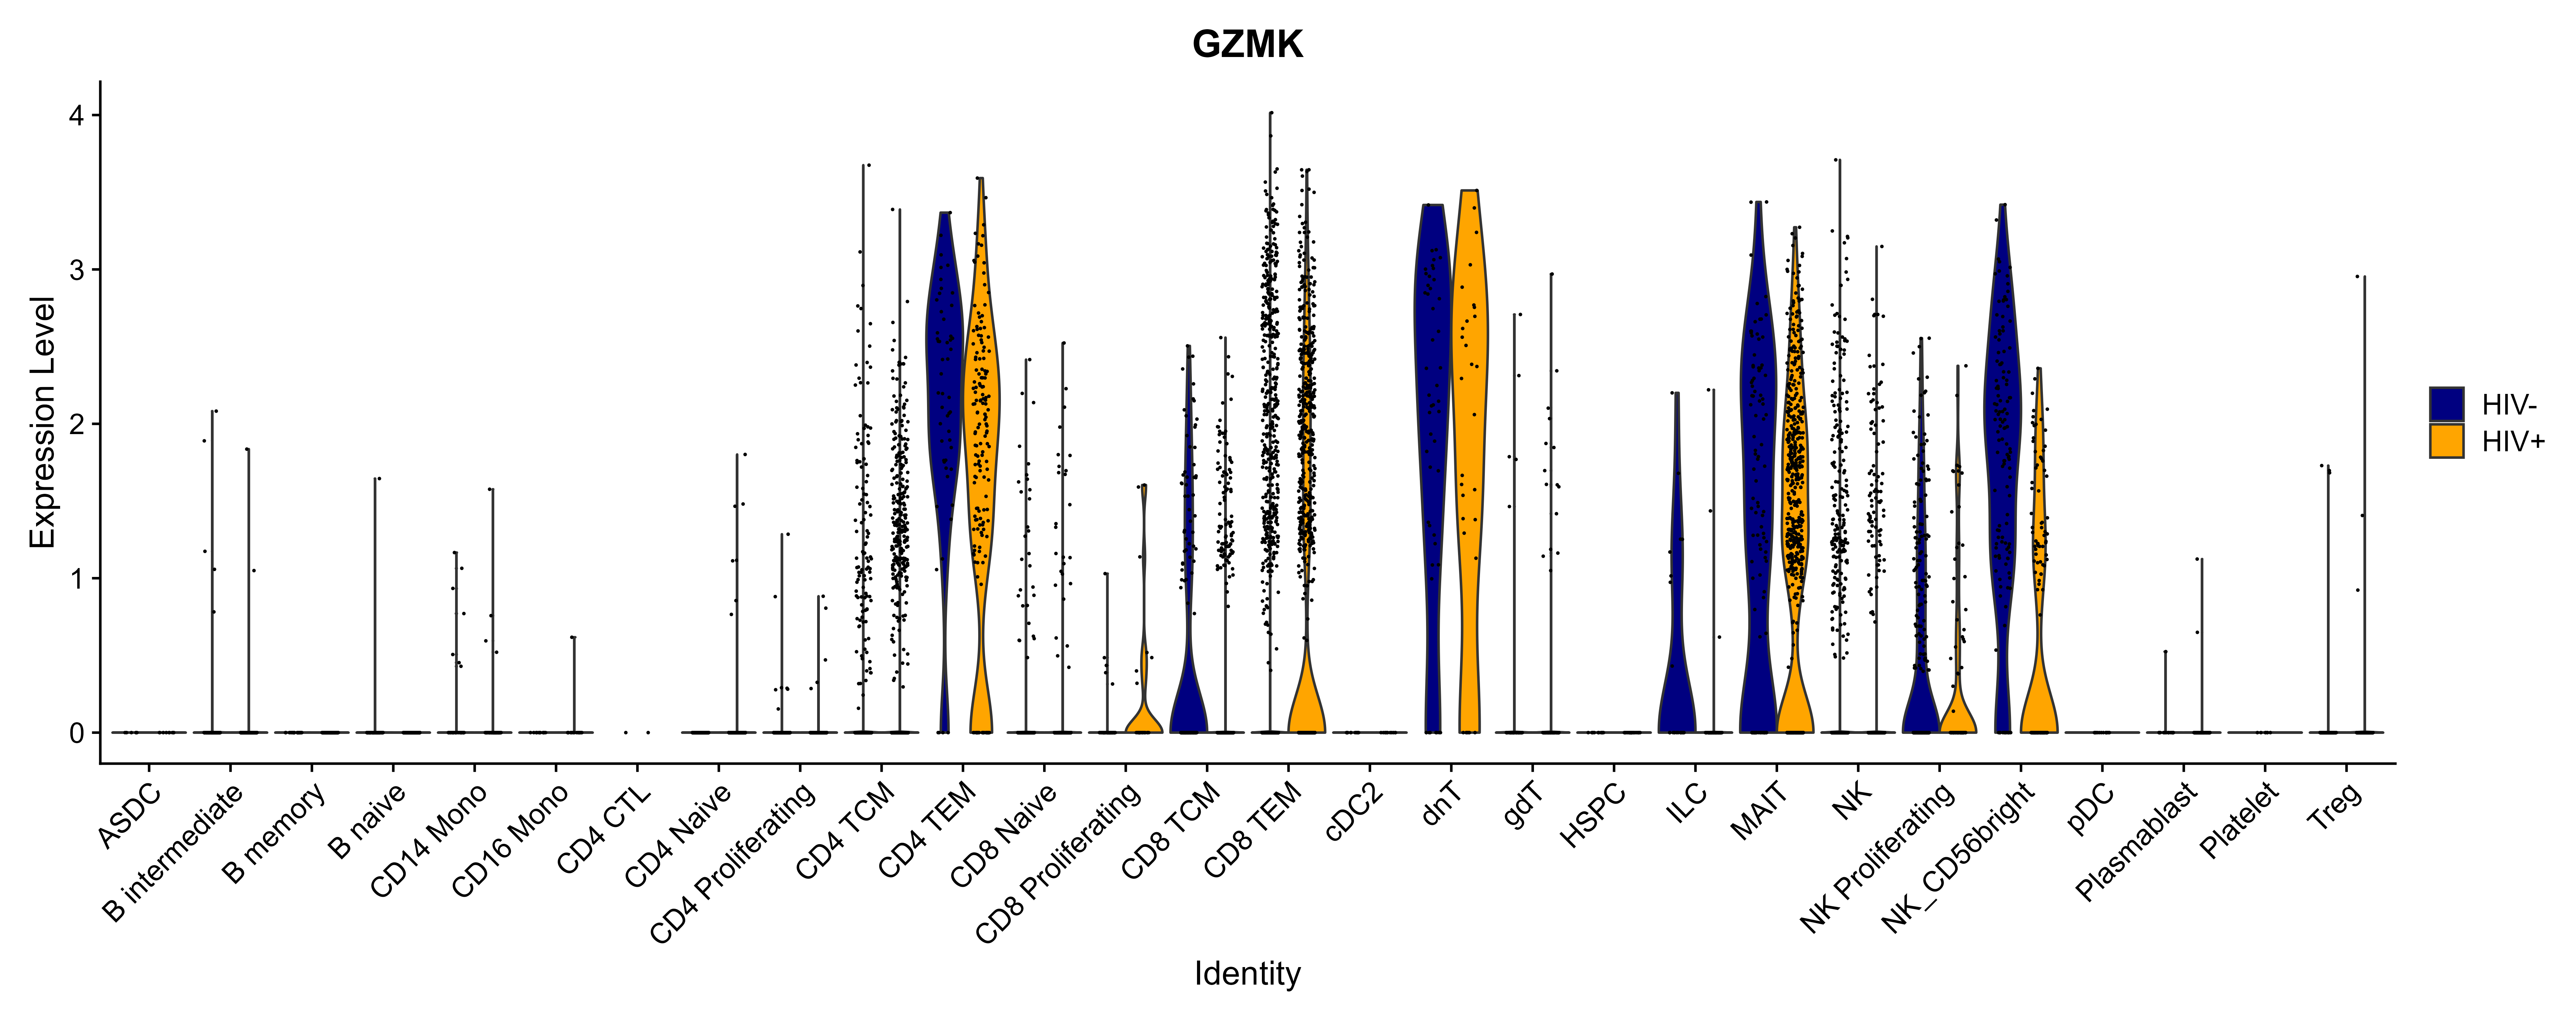 GZMK
Expression Level
4
3
2
1
0
ASDC
B intermediate
B memory
B naive
CD14 Mono
CD16 Mono
CD4 CTL
CD4 Naive
CD4 Proliferating
CD4 TCM
CD4 TEM
CD8 Naive
CD8 Proliferating
CD8 TCM
CD8 TEM
cDC2
dnT
gdT
HSPC
ILC
MAIT
NK
NK Proliferating
NK_CD56bright
pDC
Plasmablast
Platelet
Treg
Identity
HIV-
HIV+